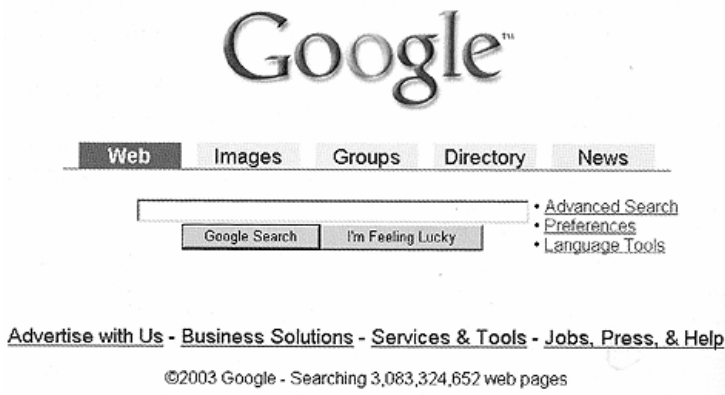 Google™
Web Images Groups Directory News
• Advanced Search
Google Search I'm Feeling Lucky • Preferences
• Language Tools
Advertise with Us - Business Solutions - Services & Tools - Jobs, Press, & Help
©2003 Google - Searching 3,083,324,652 web pages